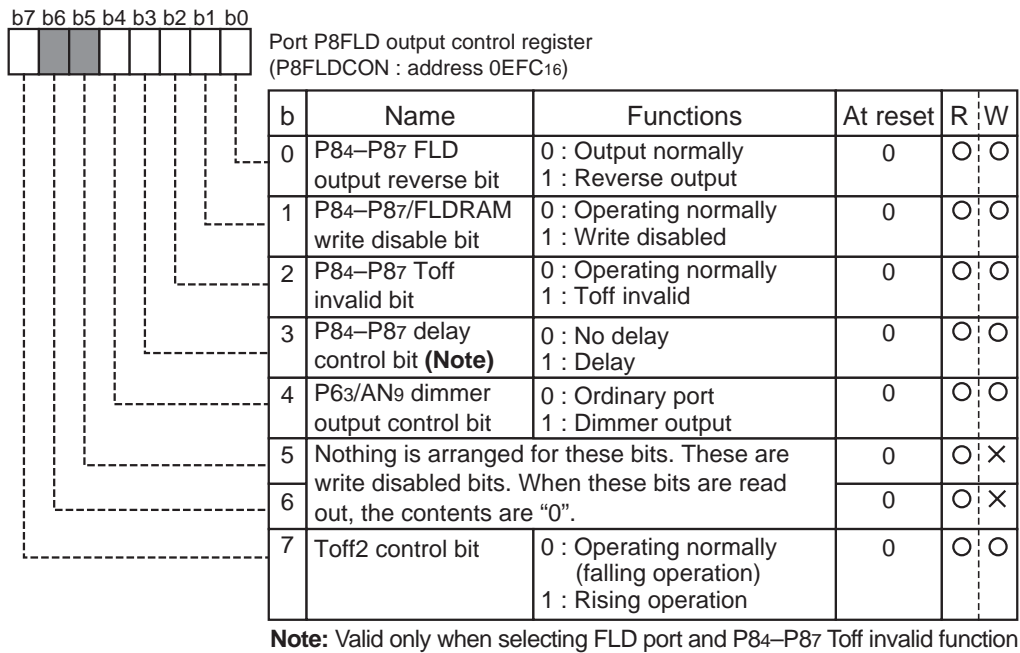 b7 b6 b5 b4 b3 b2 b1 b0
Port P8FLD output control register
(P8FLDCON : address 0EFC16)
b Name Functions At reset R W
0 P84–P87 FLD output reverse bit 0 : Output normally 1 : Reverse output 0 O O
1 P84–P87/FLDRAM write disable bit 0 : Operating normally 1 : Write disabled 0 O O
2 P84–P87 Toff invalid bit 0 : Operating normally 1 : Toff invalid 0 O O
3 P84–P87 delay control bit (Note) 0 : No delay 1 : Delay 0 O O
4 P63/AN9 dimmer output control bit 0 : Ordinary port 1 : Dimmer output 0 O O
5 Nothing is arranged for these bits. These are 0 O ×
write disabled bits. When these bits are read
6 out, the contents are “0”. 0 O ×
7 Toff2 control bit 0 : Operating normally (falling operation) 1 : Rising operation 0 O O
Note: Valid only when selecting FLD port and P84–P87 Toff invalid function